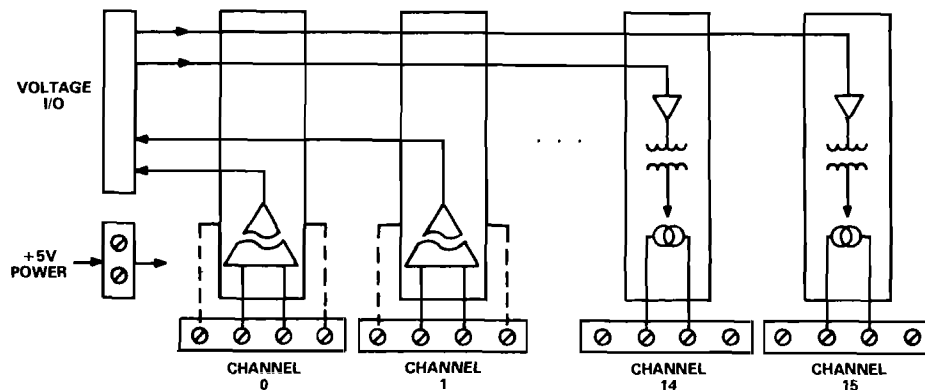 VOLTAGE
I/O
+5V
POWER
. . .
CHANNEL
0
CHANNEL
1
CHANNEL
14
CHANNEL
15